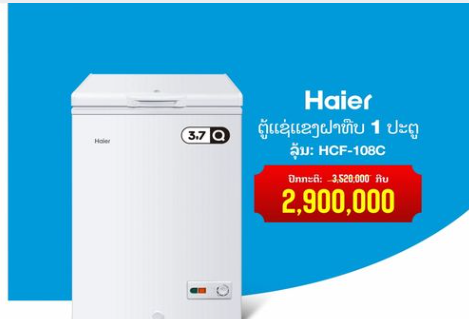 Haier
ຕູ້ແຊ່ແຂງຝາທຶບ 1 ປະຕູ
ລຸ້ນ: HCF-108C
ປົກກະຕິ: 3,520,000 ກີບ
2,900,000
Haier
3.7 Q